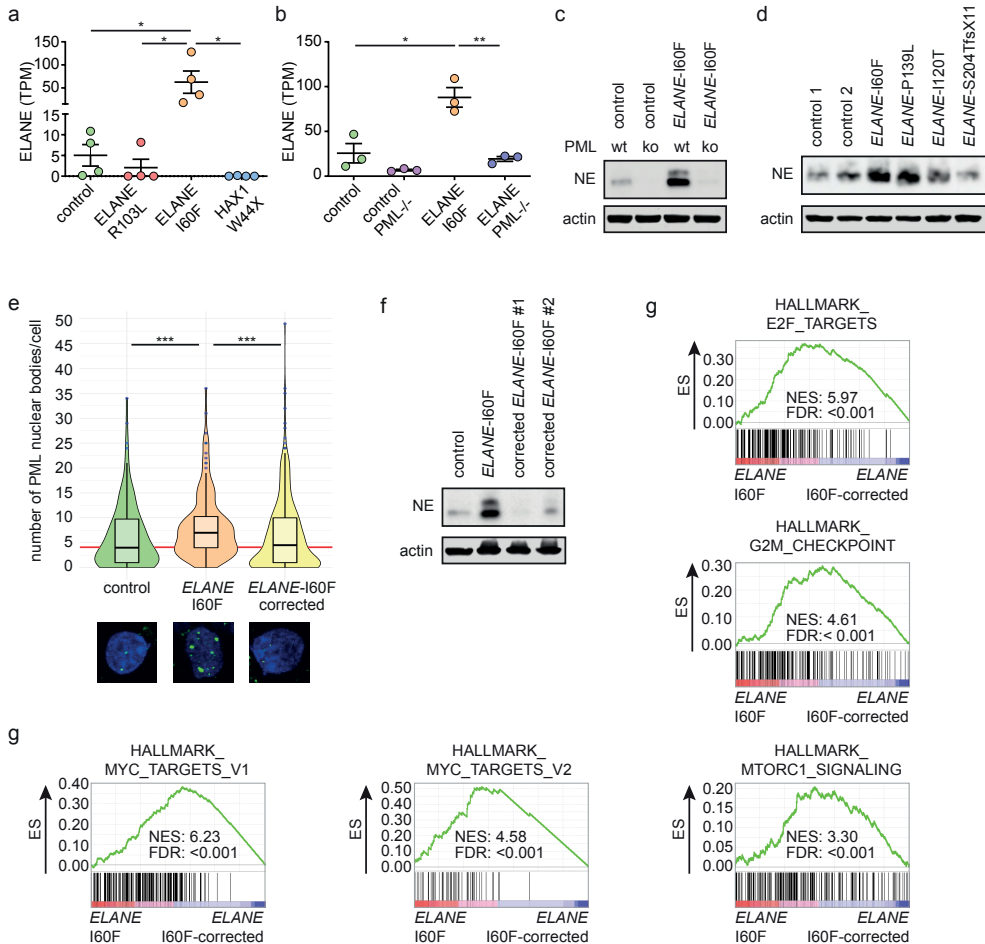 a
*
*
*
ELANE (TPM)
150
100
50
15
10
5
0
control
ELANE
R103L
ELANE
I60F
HAX1
W44X
b
*
**
ELANE (TPM)
150
100
50
0
control
control
PML-/-
ELANE
I60F
ELANE
PML-/-
c
control
control
ELANE-I60F
ELANE-I60F
PML wt ko wt ko
NE
actin
d
control 1
control 2
ELANE-I60F
ELANE-P139L
ELANE-I120T
ELANE-S204TfsX11
NE
actin
e
number of PML nuclear bodies/cell
50
45
40
35
30
25
20
15
10
5
0
***
***
control
ELANE
I60F
ELANE-I60F
corrected
f
control
ELANE-I60F
corrected ELANE-I60F #1
corrected ELANE-I60F #2
NE
actin
g
HALLMARK_
E2F_TARGETS
ES
0.30
0.20
0.10
0.00
NES: 5.97
FDR: <0.001
ELANE ELANE
I60F I60F-corrected
HALLMARK_
G2M_CHECKPOINT
ES
0.30
0.20
0.10
0.00
NES: 4.61
FDR:< 0.001
ELANE ELANE
I60F I60F-corrected
g
HALLMARK_
MYC_TARGETS_V1
ES
0.40
0.30
0.20
0.10
0.00
NES: 6.23
FDR: <0.001
ELANE ELANE
I60F I60F-corrected
HALLMARK_
MYC_TARGETS_V2
ES
0.50
0.40
0.30
0.20
0.10
0.00
NES: 4.58
FDR: <0.001
ELANE ELANE
I60F I60F-corrected
HALLMARK_
MTORC1_SIGNALING
ES
0.20
0.15
0.10
0.05
0.00
NES: 3.30
FDR: <0.001
ELANE ELANE
I60F I60F-corrected